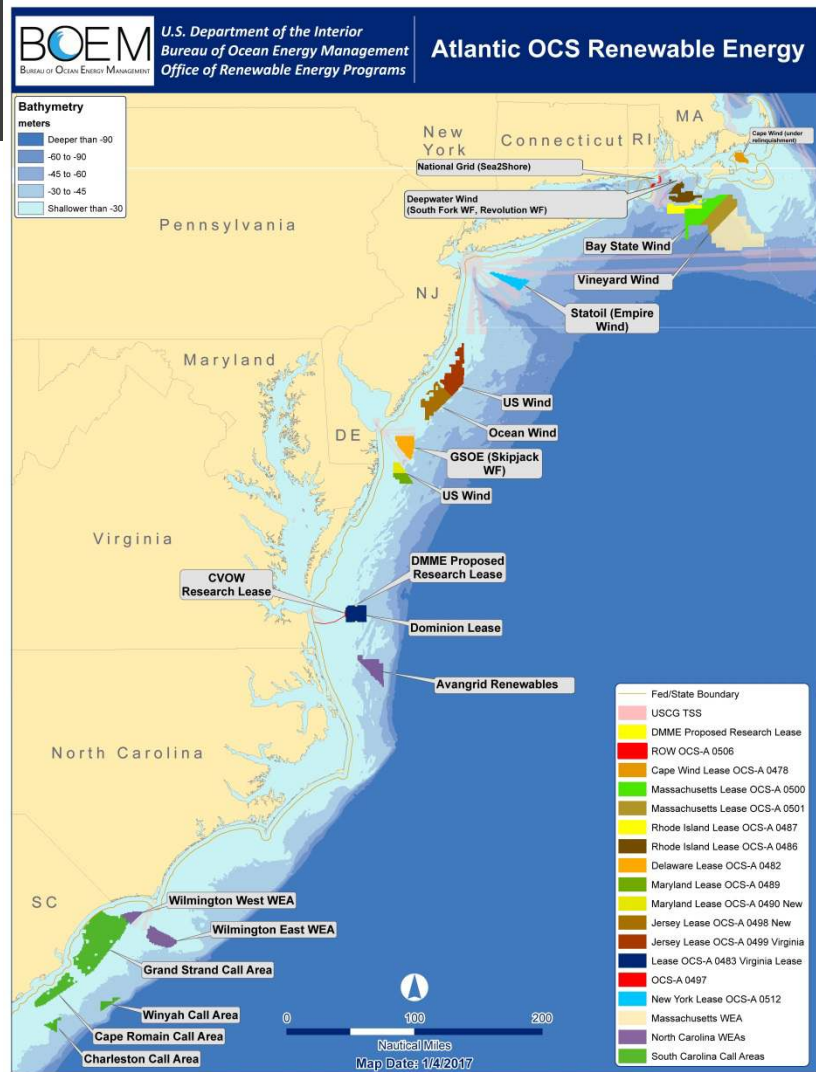 BOEM
BUREAU OF OCEAN ENERGY MANAGEMENT
U.S. Department of the Interior
Bureau of Ocean Energy Management
Office of Renewable Energy Programs
Atlantic OCS Renewable Energy
Bathymetry
meters
Deeper than -90
-60 to -90
-45 to -60
-30 to -45
Shallower than -30
MA
New
York
Connecticut
RI
Cape Wind (under
relinquishment)
National Grid (Sea2Shore)
Deepwater Wind
(South Fork WF, Revolution WF)
Pennsylvania
Bay State Wind
Vineyard Wind
NJ
Statoil (Empire
Wind)
Maryland
US Wind
Ocean Wind
DE
GSOE (Skipjack
WF)
US Wind
Virginia
DMME Proposed
Research Lease
CVOW
Research Lease
Dominion Lease
Avangrid Renewables
North Carolina
SC
Wilmington West WEA
Wilmington East WEA
Grand Strand Call Area
Winyah Call Area
Cape Romain Call Area
Charleston Call Area
0
100
200
Nautical Miles
Map Date: 1/4/2017
Fed/State Boundary
USCG TSS
DMME Proposed Research Lease
ROW OCS-A 0506
Cape Wind Lease OCS-A 0478
Massachusetts Lease OCS-A 0500
Massachusetts Lease OCS-A 0501
Rhode Island Lease OCS-A 0487
Rhode Island Lease OCS-A 0486
Delaware Lease OCS-A 0482
Maryland Lease OCS-A 0489
Maryland Lease OCS-A 0490 New
Jersey Lease OCS-A 0498 New
Jersey Lease OCS-A 0499 Virginia
Lease OCS-A 0483 Virginia Lease
OCS-A 0497
New York Lease OCS-A 0512
Massachusetts WEA
North Carolina WEAs
South Carolina Call Areas